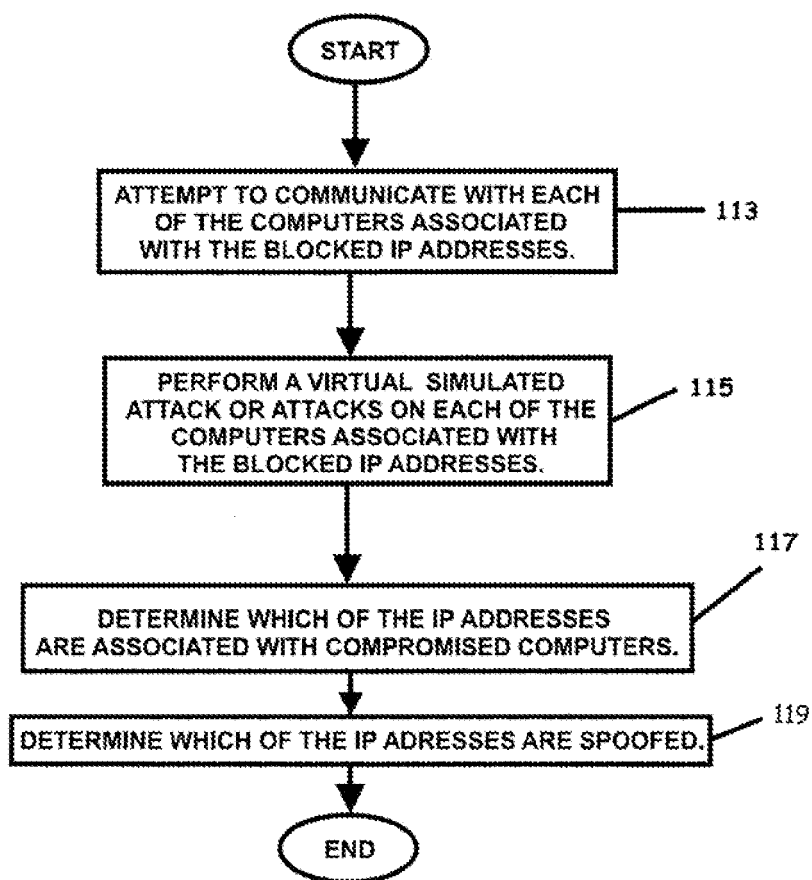 START
ATTEMPT TO COMMUNICATE WITH EACH
OF THE COMPUTERS ASSOCIATED
WITH THE BLOCKED IP ADDRESSES.
113
PERFORM A VIRTUAL SIMULATED
ATTACK OR ATTACKS ON EACH OF THE
COMPUTERS ASSOCIATED WITH
THE BLOCKED IP ADDRESSES.
115
DETERMINE WHICH OF THE IP ADDRESSES
ARE ASSOCIATED WITH COMPROMISED COMPUTERS.
117
DETERMINE WHICH OF THE IP ADRESSES ARE SPOOFED.
119
END